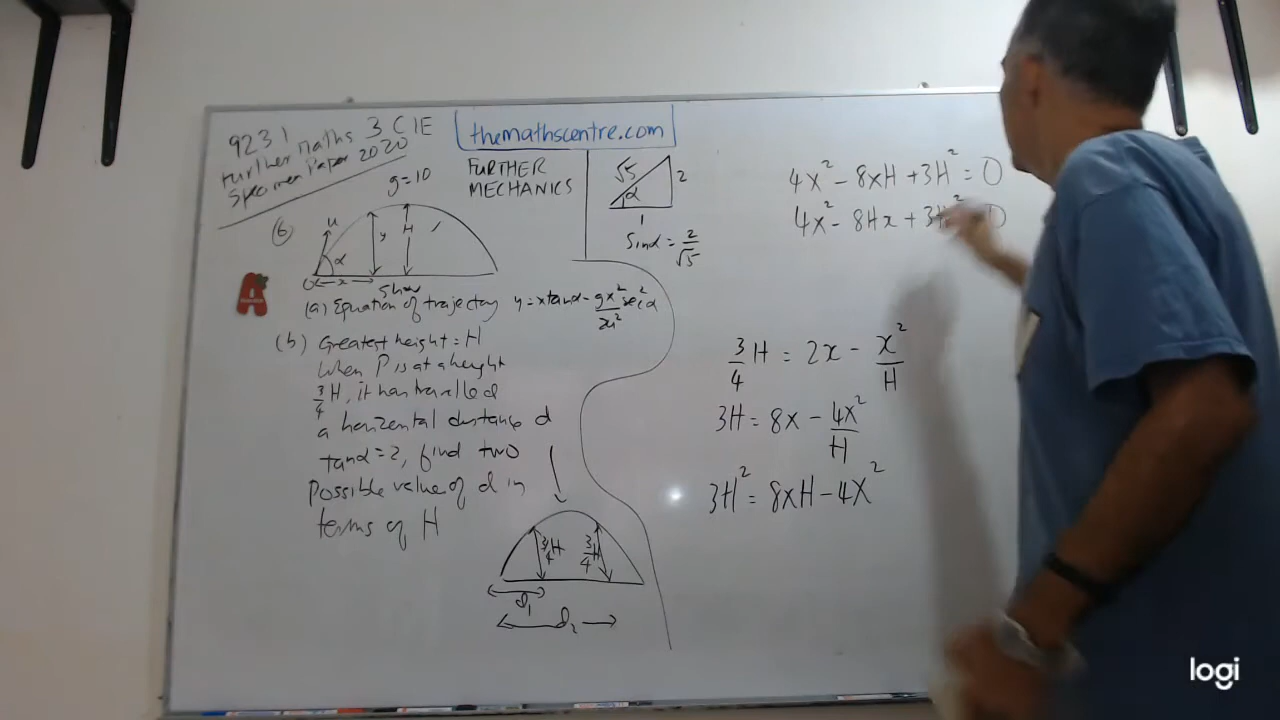 9231
Further Maths 3 CIE
Specimen Paper 2020
themathscentre.com
FURTHER
MECHANICS
g=10
6
u
α
y
H
O
x
Show
(a) Equation of trajectory y=xtanα-gx²sec²α
2u²
(b) Greatest height=H
When P is at a height
3/4 H, it has travelled
a horizontal distance d
tanα=2, find two
possible value of d in
terms of H
3/4 H
3/4 H
d₁
d₂
√5
2
α
1
Sinα=2/√5
4x²-8xH+3H²=0
4x²-8Hx+3H²=0
3/4 H=2x-x²/H
3H=8x-4x²/H
3H²=8xH-4x²
logi